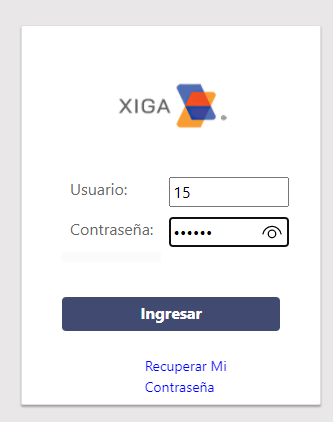 XIGA
Usuario: 15
Contraseña: ••••••
Ingresar
Recuperar Mi
Contraseña